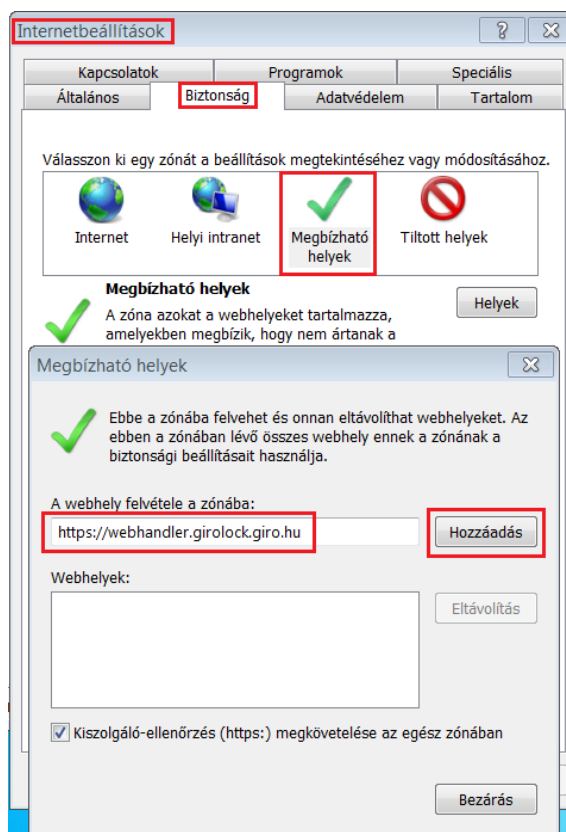 Internetbeállítások
Kapcsolatok Programok Speciális
Általános Biztonság Adatvédelem Tartalom
Válasszon ki egy zónát a beállítások megtekintéséhez vagy módosításához.
Internet Helyi intranet Megbízható Tiltott helyek
helyek
Megbízható helyek
A zóna azokat a webhelyeket tartalmazza, Helyek
amelyekben megbízik, hogy nem ártanak a
Megbízható helyek
Ebbe a zónába felvehet és onnan eltávolíthat webhelyeket. Az
ebben a zónában lévő összes webhely ennek a zónának a
biztonsági beállításait használja.
A webhely felvétele a zónába:
https://webhandler.girolock.giro.hu Hozzáadás
Webhelyek:
Eltávolítás
Kiszolgáló-ellenőrzés (https:) megkövetelése az egész zónában
Bezárás